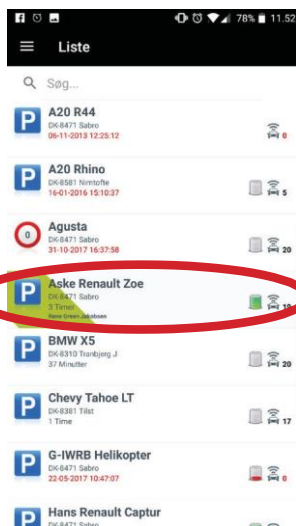 78% 11.52
Liste
Søg...
P
A20 R44
DK-8471 Sabro
06-11-2013 12:25:12
0
P
A20 Rhino
DK-8581 Nimtofte
16-01-2016 15:10:37
5
0
Agusta
DK-8471 Sabro
31-10-2017 16:37:58
20
P
Aske Renault Zoe
DK-8471 Sabro
3 Timer
Hans Green Jakobsen
P
BMW X5
DK-8310 Tranbjerg J
37 Minutter
20
P
Chevy Tahoe LT
DK-8381 Tilst
1 Time
17
P
G-IWRB Helikopter
DK-8471 Sabro
22-05-2017 10:47:07
6
P
Hans Renault Captur
DK-8471 Sabro